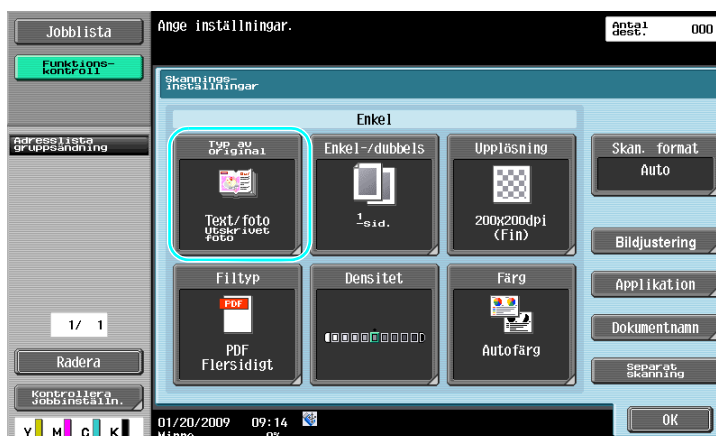 Jobblista
Funktions-
kontroll
Adresslista
gruppsändning
1/ 1
Radera
Kontrollera
Jobbinställn.
Y M C K
Ange inställningar.
Antal
dest.
000
Skannings-
inställningar
Enkel
Typ av
original
Text/foto
Utskrivet
foto
Enkel-/dubbels
1
-sid.
Upplösning
200x200dpi
(Fin)
Filtyp
PDF
PDF
Flersidigt
Densitet
Färg
Autofärg
Skan. format
Auto
Bildjustering
Applikation
Dokumentnamn
Separat
skanning
OK
01/20/2009 09:14
Minne 0%